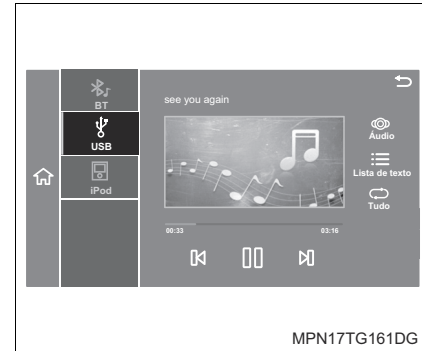 BT
USB
iPod
see you again
00:33
03:16
Áudio
Lista de texto
Tudo
MPN17TG161DG